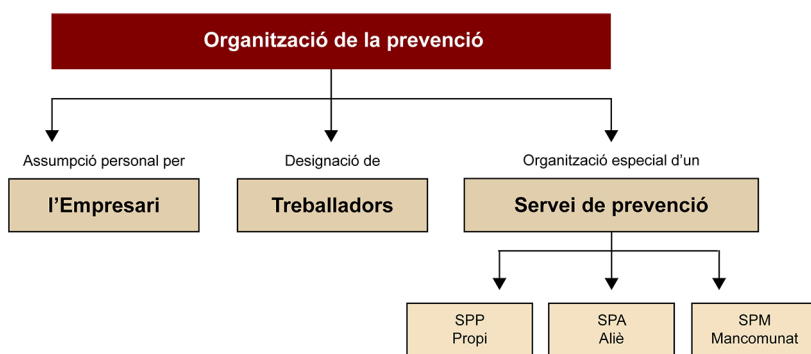 Organització de la prevenció
Assumpció personal per
l’Empresari
Designació de
Treballadors
Organització especial d’un
Servei de prevenció
SPP
Propi
SPA
Aliè
SPM
Mancomunat